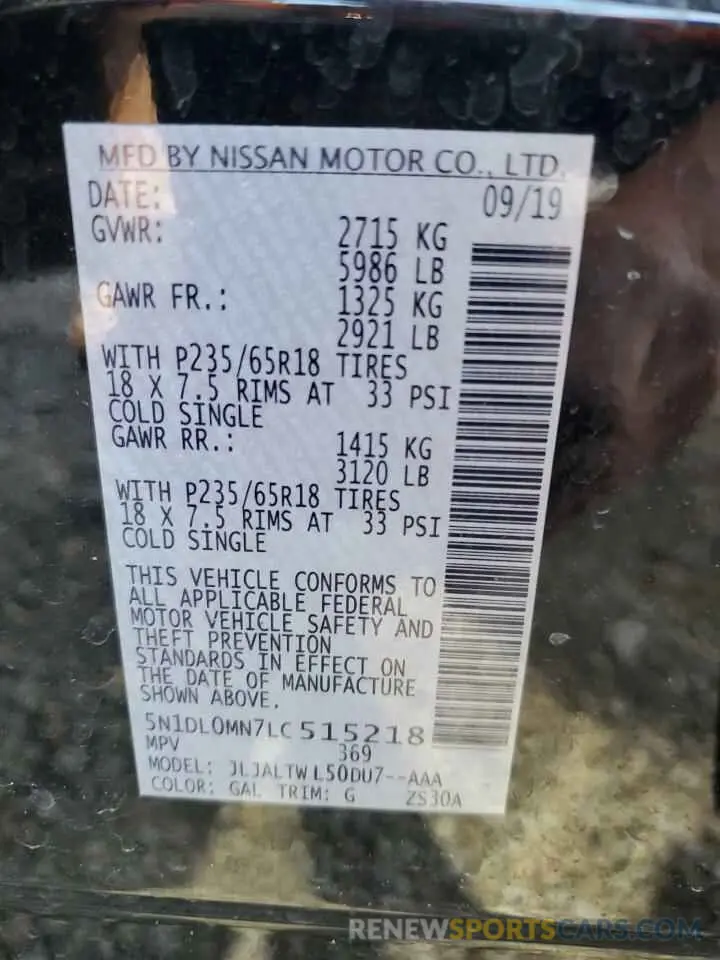 MFD BY NISSAN MOTOR CO., LTD.
DATE: 09/19
GVWR: 2715 KG
5986 LB
GAWR FR.: 1325 KG
2921 LB
WITH P235/65R18 TIRES
18 X 7.5 RIMS AT 33 PSI
COLD SINGLE
GAWR RR.: 1415 KG
3120 LB
WITH P235/65R18 TIRES
18 X 7.5 RIMS AT 33 PSI
COLD SINGLE
THIS VEHICLE CONFORMS TO
ALL APPLICABLE FEDERAL
MOTOR VEHICLE SAFETY AND
THEFT PREVENTION
STANDARDS IN EFFECT ON
THE DATE OF MANUFACTURE
SHOWN ABOVE.
5N1DL0MN7LC515218
MPV 369
MODEL: JLJALTWL50DU7--AAA
COLOR: GAL TRIM: G ZS30A
RENEWSPORTSCARS.COM